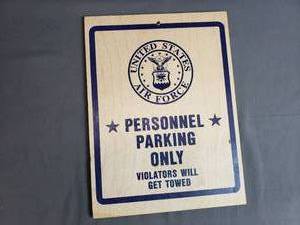 UNITED STATES
AIR FORCE
PERSONNEL
PARKING
ONLY
VIOLATORS WILL
GET TOWED